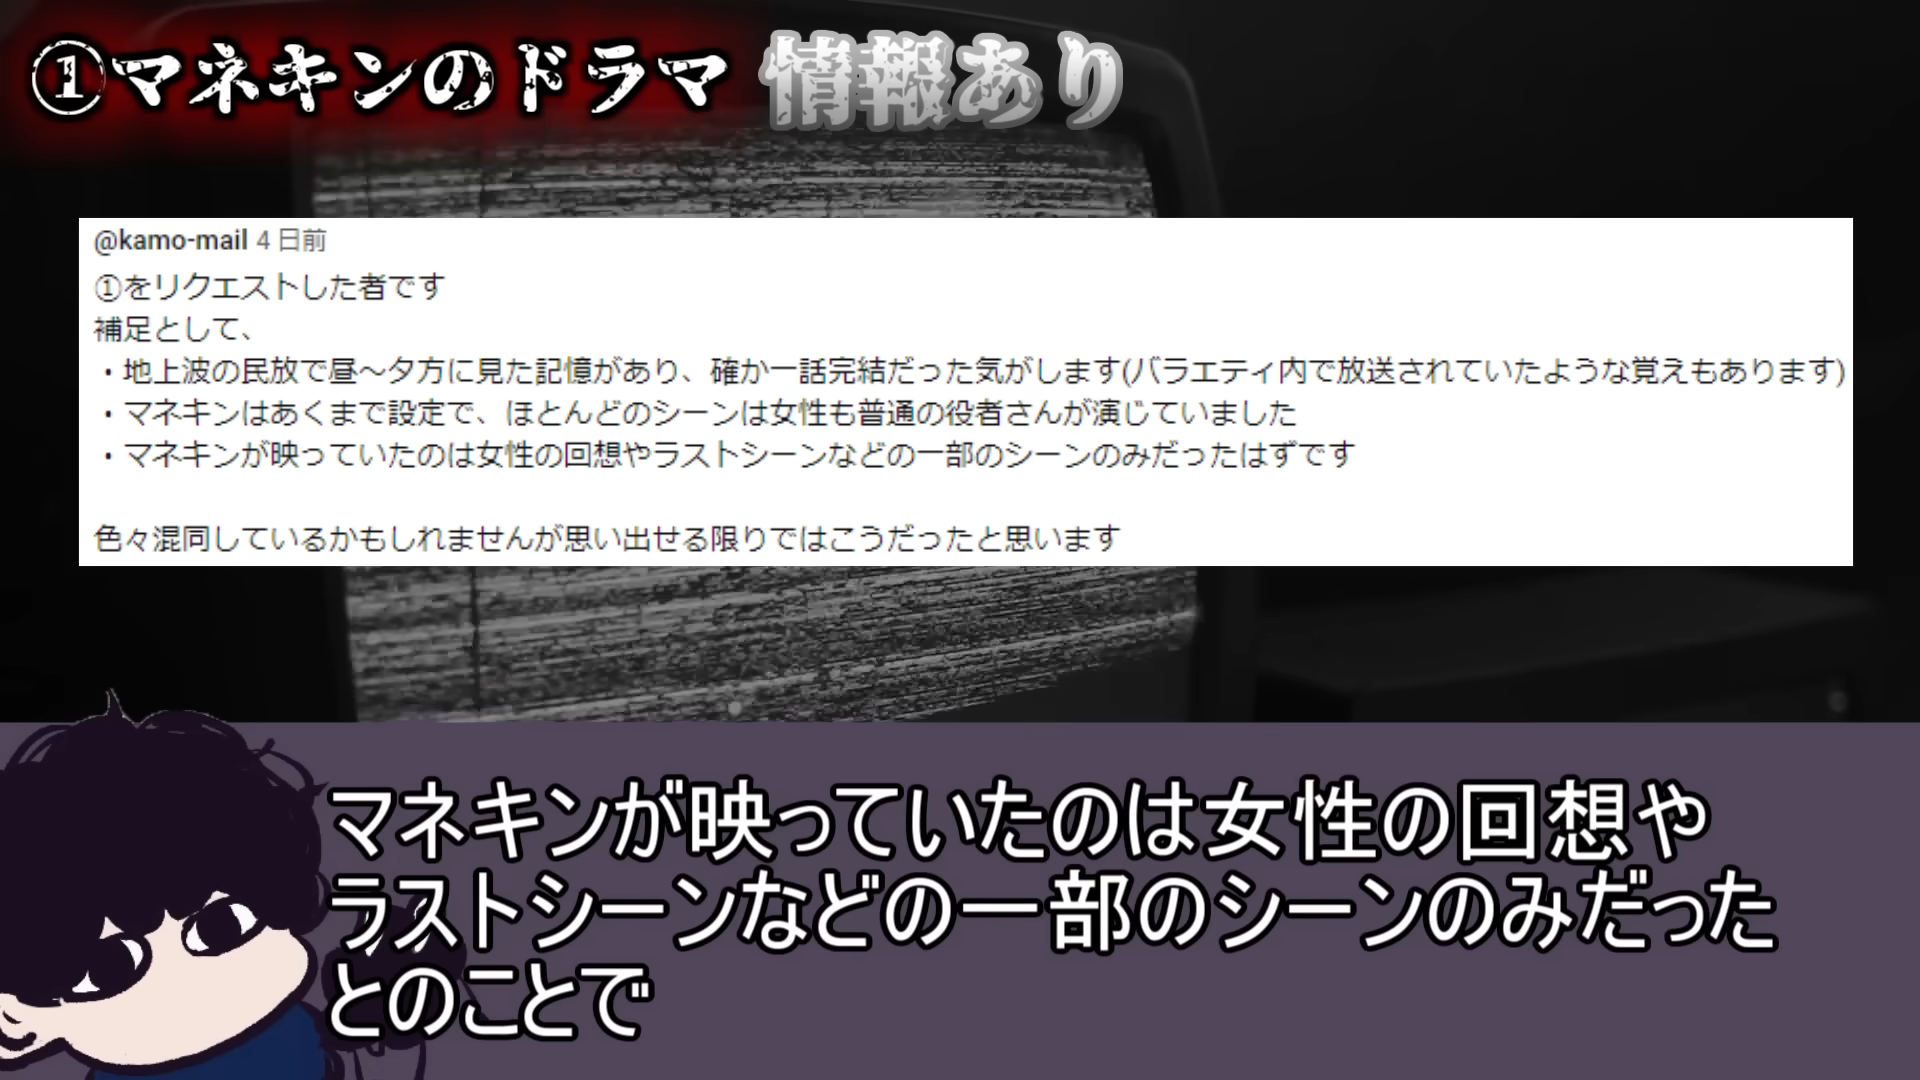 ①マネキンのドラマ 情報あり
@kamo-mail 4 日前
①をリクエストした者です
補足として、
・地上波の民放で昼～夕方に見た記憶があり、確か一話完結だった気がします(バラエティ内で放送されていたような覚えもあります)
・マネキンはあくまで設定で、ほとんどのシーンは女性も普通の役者さんが演じていました
・マネキンが映っていたのは女性の回想やラストシーンなどの一部のシーンのみだったはずです
色々混同しているかもしれませんが思い出せる限りではこうだったと思います
マネキンが映っていたのは女性の回想や
ラストシーンなどの一部のシーンのみだった
とのことで